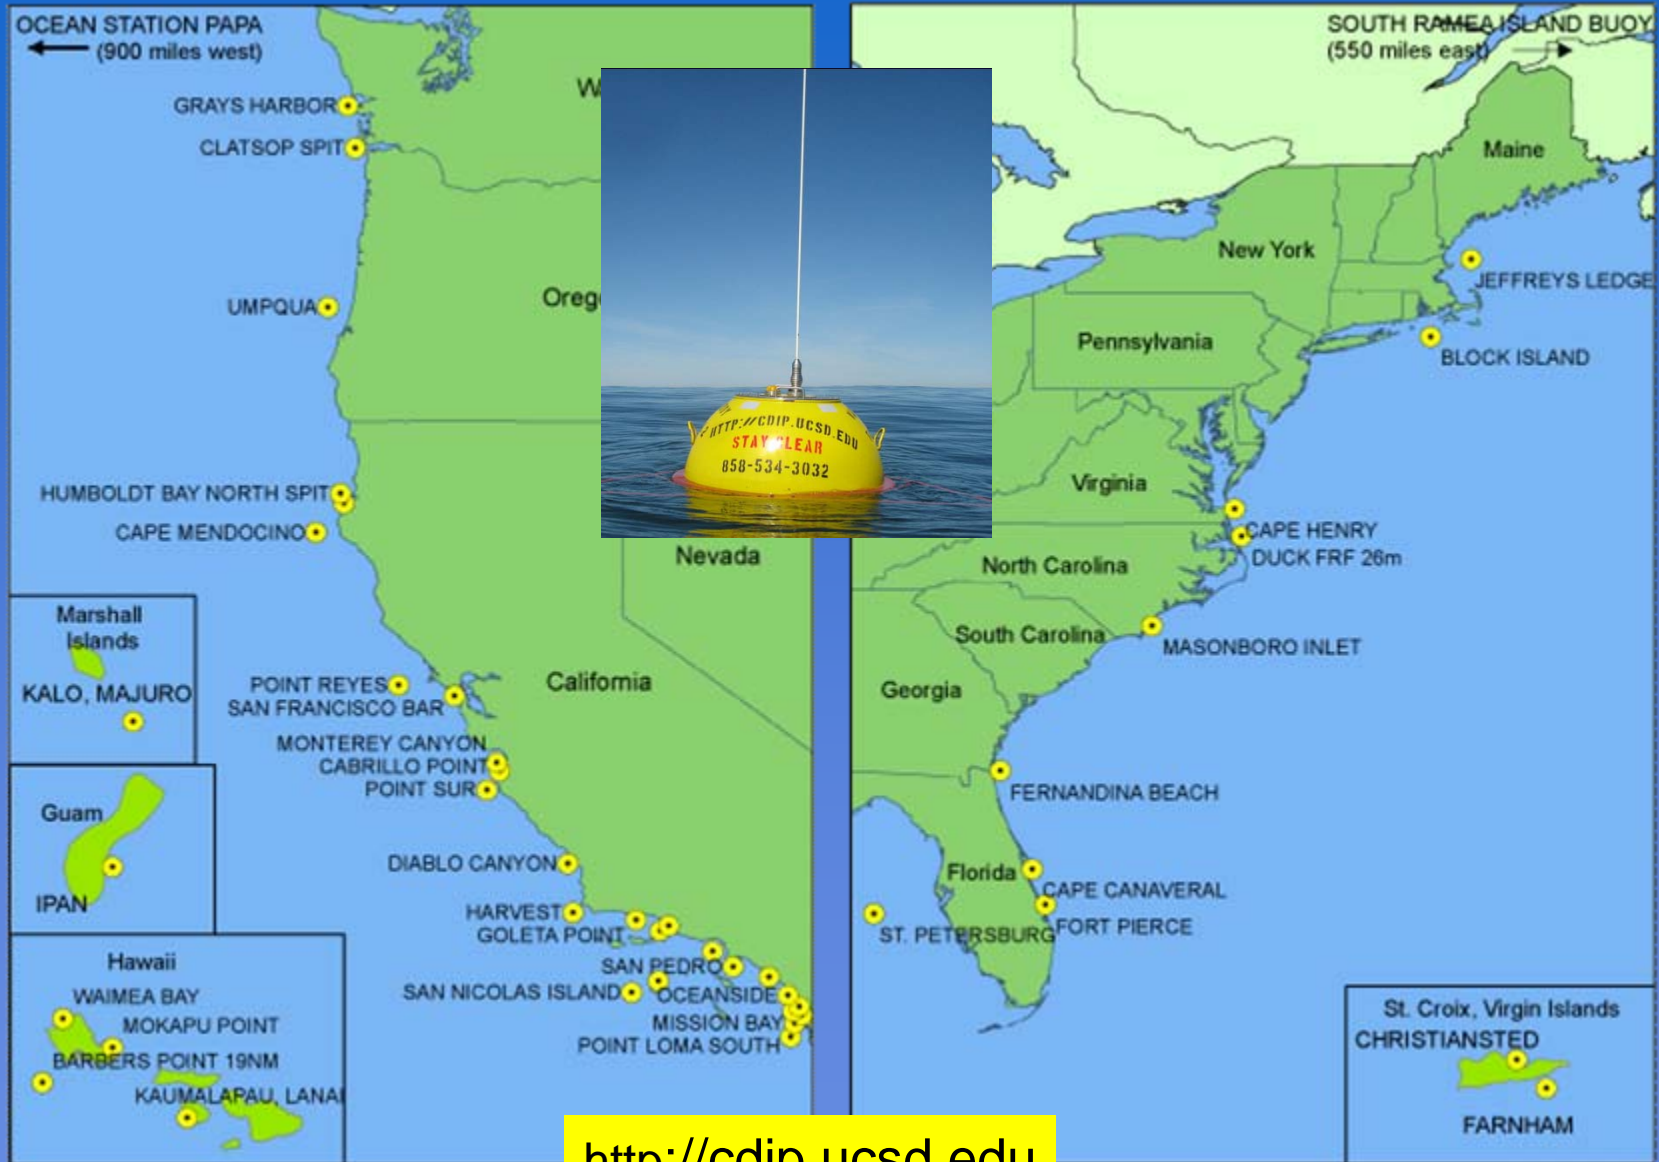 OCEAN STATION PAPA
(900 miles west)
GRAYS HARBOR
CLATSOP SPIT
UMPQUA
HUMBOLDT BAY NORTH SPIT
CAPE MENDOCINO
Marshall
Islands
KALO, MAJURO
POINT REYES
SAN FRANCISCO BAR
California
Nevada
MONTEREY CANYON
CABRILLO POINT
POINT SUR
Guam
IPAN
DIABLO CANYON
HARVEST
GOLETA POINT
SAN PEDRO
SAN NICOLAS ISLAND
OCEANSIDE
MISSION BAY
POINT LOMA SOUTH
Hawaii
WAIMEA BAY
MOKAPU POINT
BARBERS POINT 19NM
KAUMALAPAU, LANAI
HTTP://CDIP.UCSD.EDU
STAY CLEAR
858-534-3032
SOUTH RAMEA ISLAND BUOY
(550 miles east)
Maine
New York
JEFFREYS LEDGE
Pennsylvania
BLOCK ISLAND
Virginia
CAPE HENRY
DUCK FRF 26m
North Carolina
South Carolina
MASONBORO INLET
Georgia
FERNANDINA BEACH
Florida
CAPE CANAVERAL
FORT PIERCE
ST. PETERSBURG
St. Croix, Virgin Islands
CHRISTIANSTED
FARNHAM
http://cdip.ucsd.edu